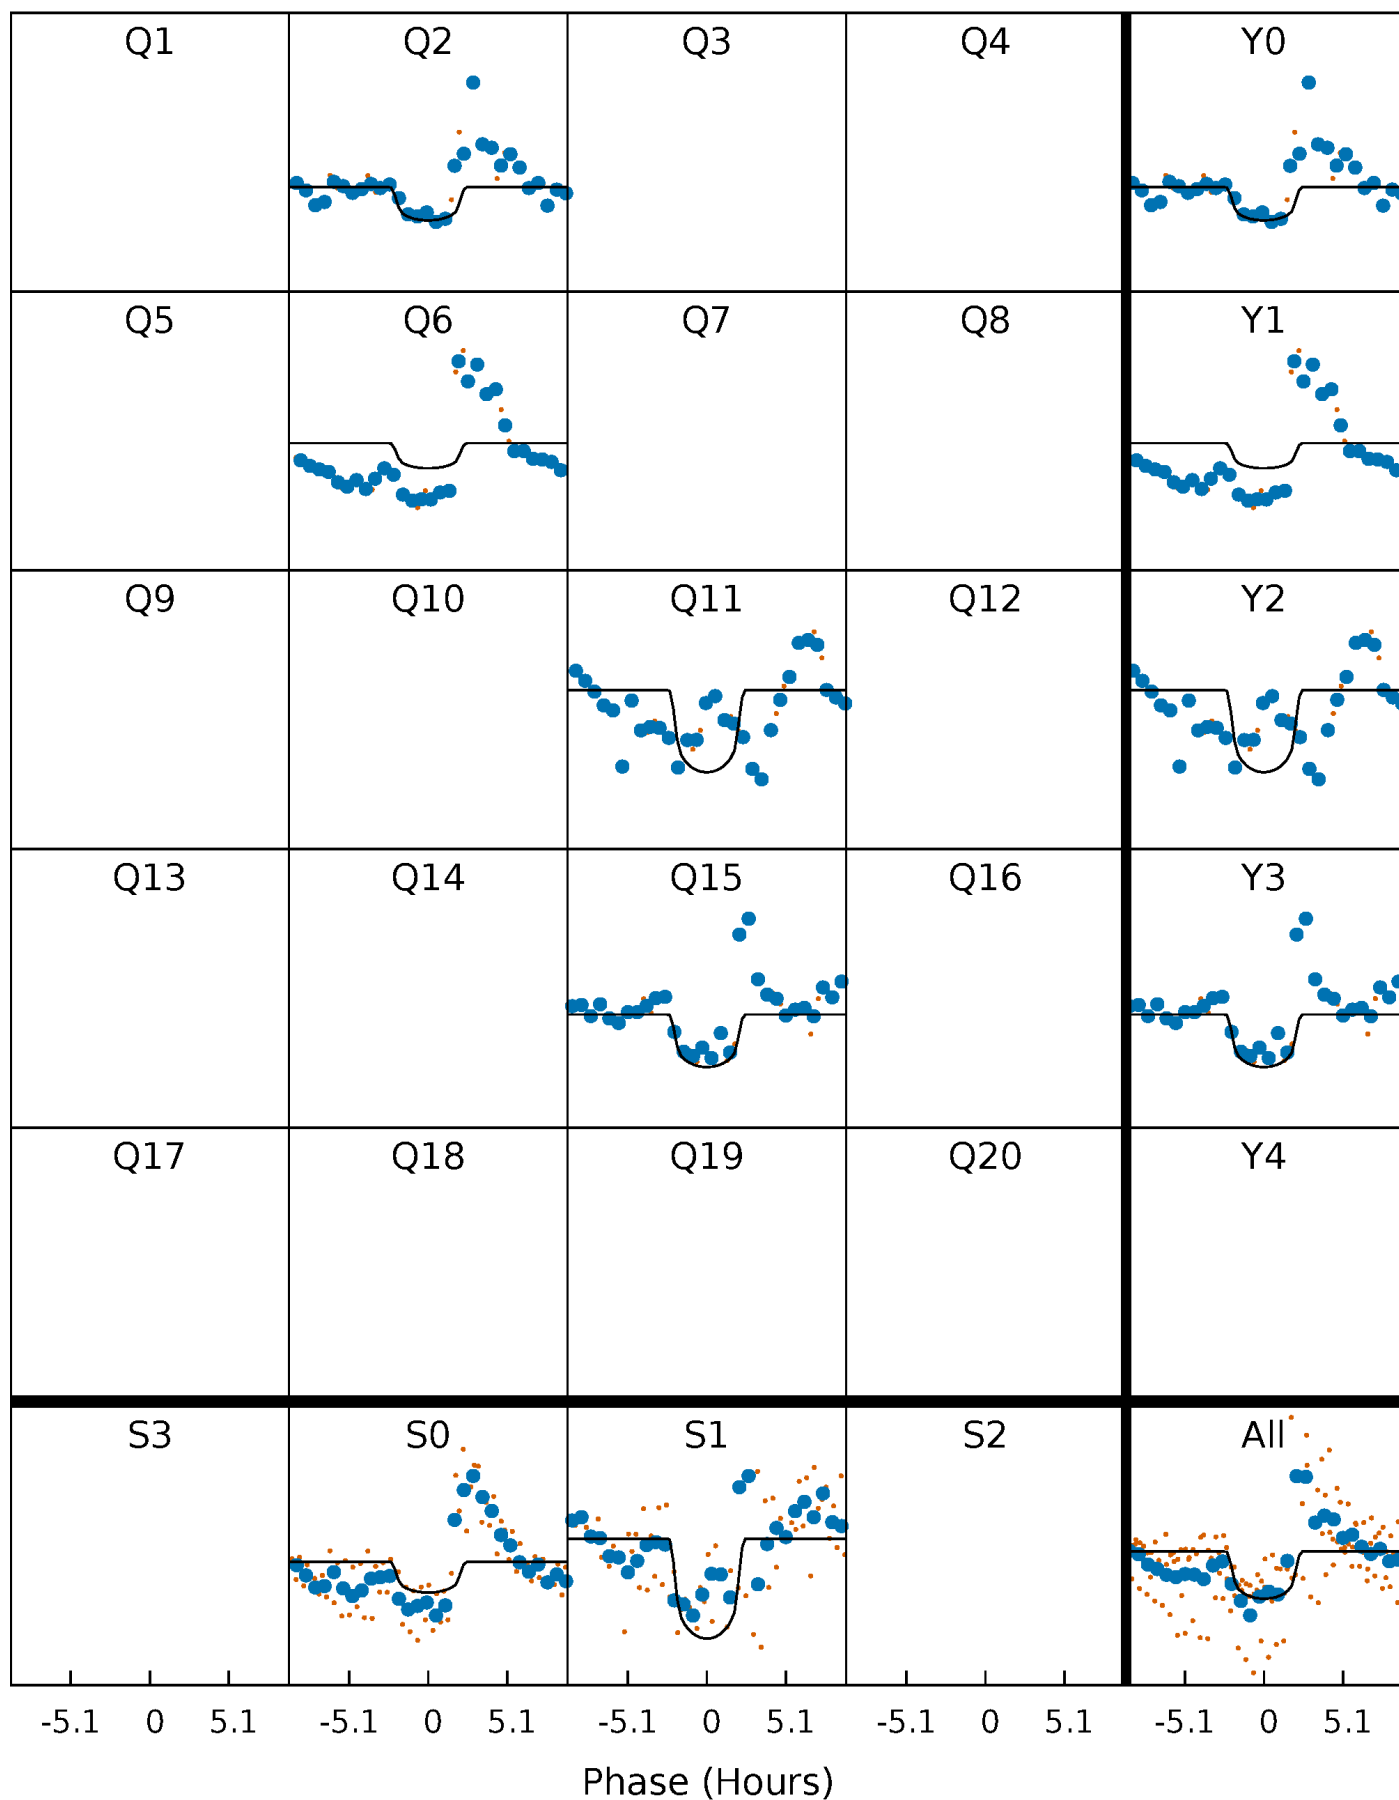 Q1 Q2 Q3 Q4 Y0
Q5 Q6 Q7 Q8 Y1
Q9 Q10 Q11 Q12 Y2
Q13 Q14 Q15 Q16 Y3
Q17 Q18 Q19 Q20 Y4
S3 S0 S1 S2 All
-5.1 0 5.1 -5.1 0 5.1 -5.1 0 5.1 -5.1 0 5.1 -5.1 0 5.1
Phase (Hours)